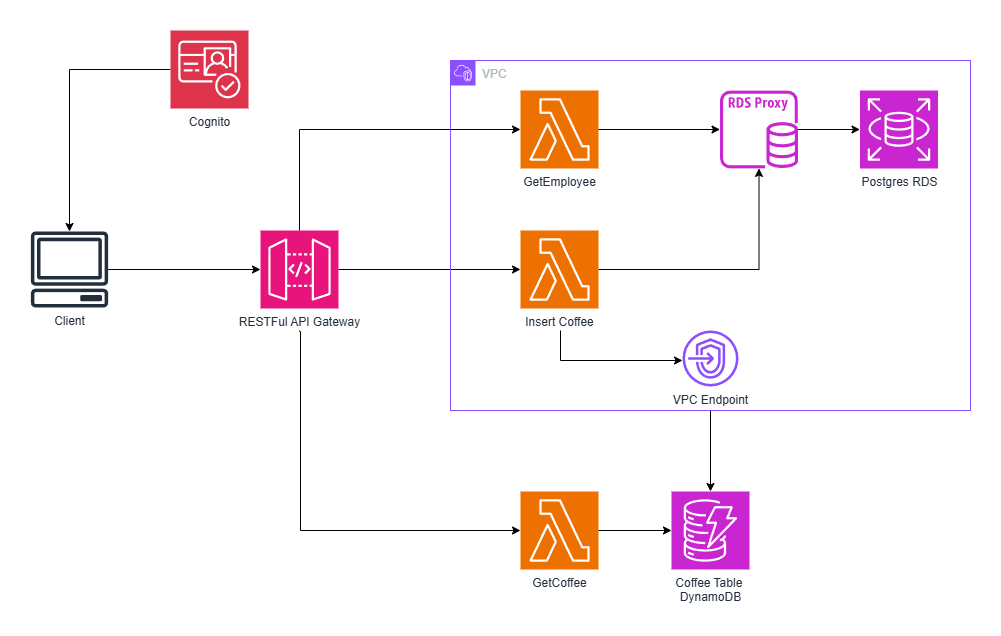 Cognito
VPC
RDS Proxy
GetEmployee
Postgres RDS
Client
</>
RESTFul API Gateway
Insert Coffee
VPC Endpoint
GetCoffee
Coffee Table
DynamoDB